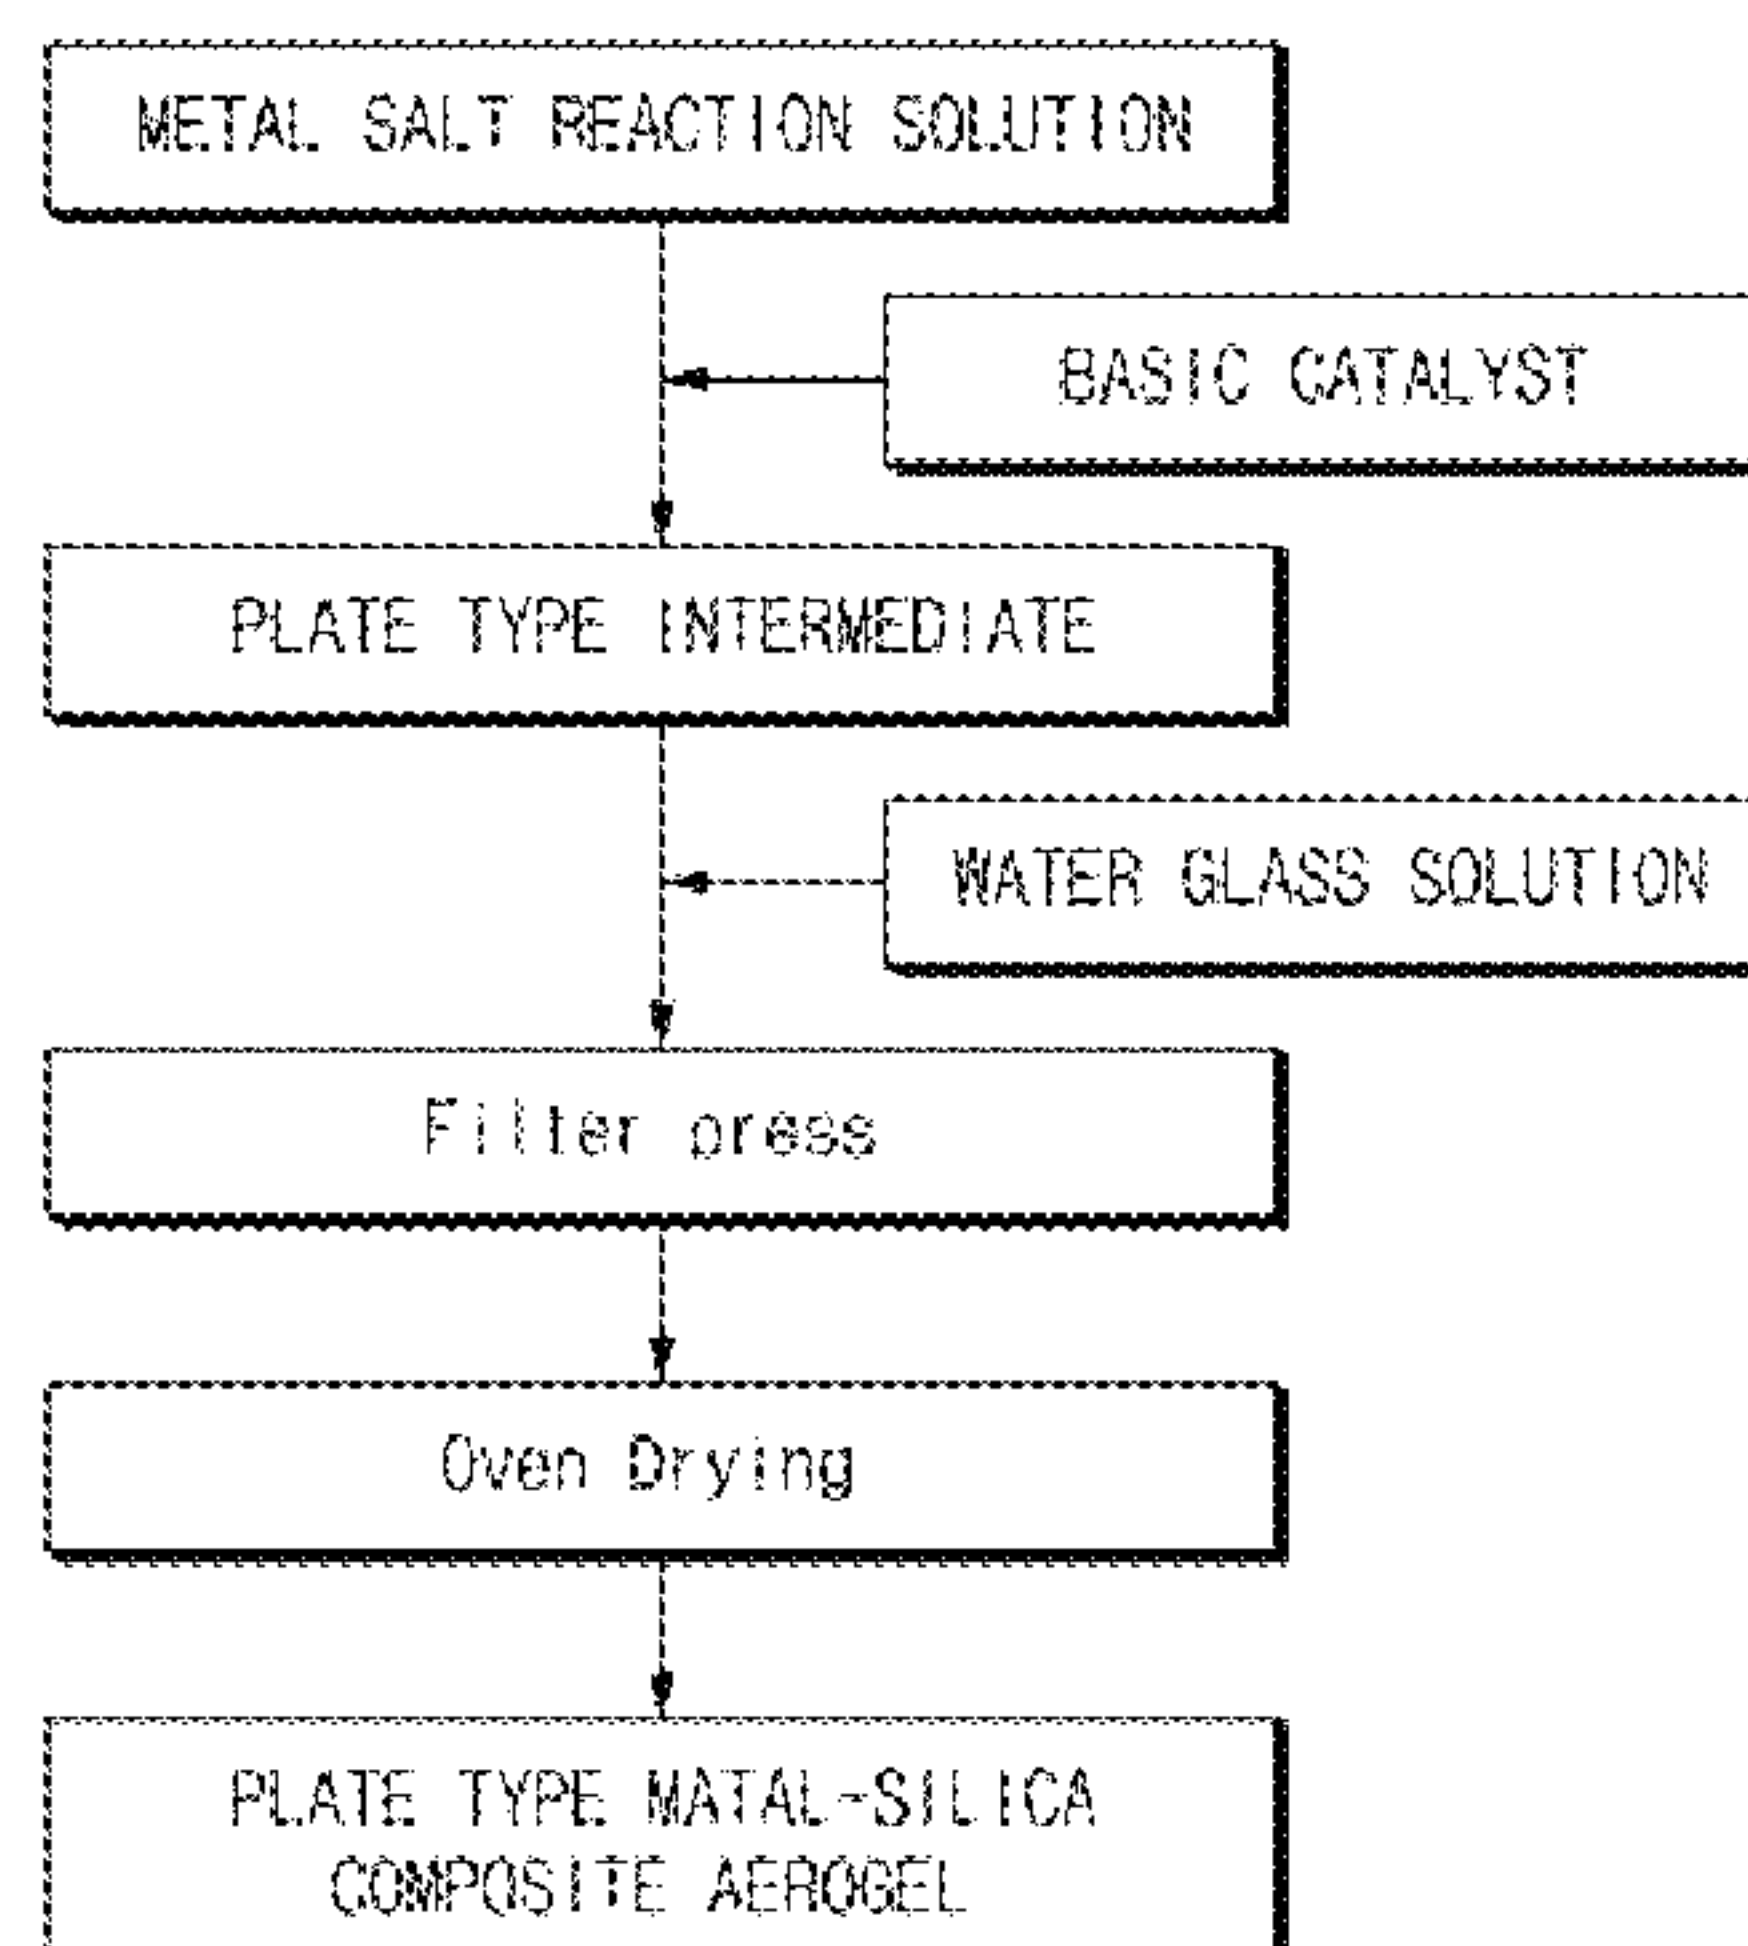 METAL SALT REACTION SOLUTION
BASIC CATALYST
PLATE TYPE INTERMEDIATE
WATER GLASS SOLUTION
Filter press
Oven Drying
PLATE TYPE MATAL-SILICA
COMPOSITE AEROGEL